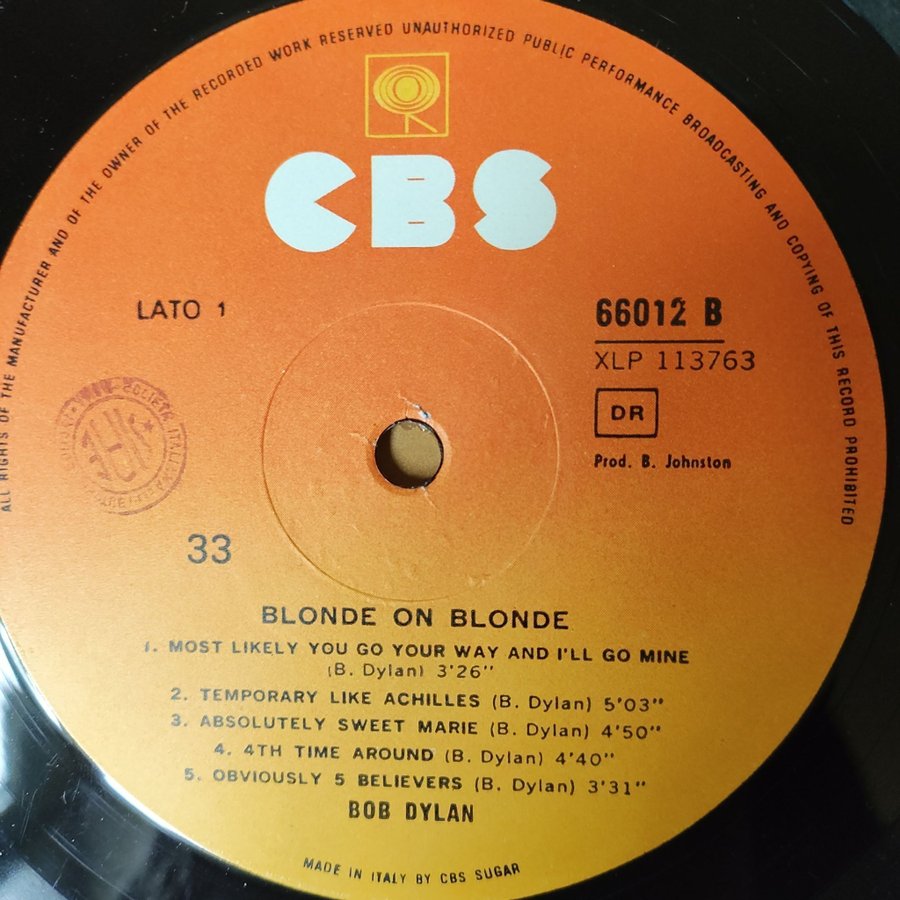 ALL RIGHTS OF THE MANUFACTURER AND OF THE OWNER OF THE RECORDED WORK RESERVED UNAUTHORIZED PUBLIC PERFORMANCE BROADCASTING AND COPYING OF THIS RECORD PROHIBITED
CBS
LATO 1
66012 B
XLP 113763
DR
Prod. B. Johnston
33
BLONDE ON BLONDE
1. MOST LIKELY YOU GO YOUR WAY AND I'LL GO MINE
(B. Dylan) 3'26"
2. TEMPORARY LIKE ACHILLES (B. Dylan) 5'03"
3. ABSOLUTELY SWEET MARIE (B. Dylan) 4'50"
4. 4TH TIME AROUND (B. Dylan) 4'40"
5. OBVIOUSLY 5 BELIEVERS (B. Dylan) 3'31"
BOB DYLAN
MADE IN ITALY BY CBS SUGAR